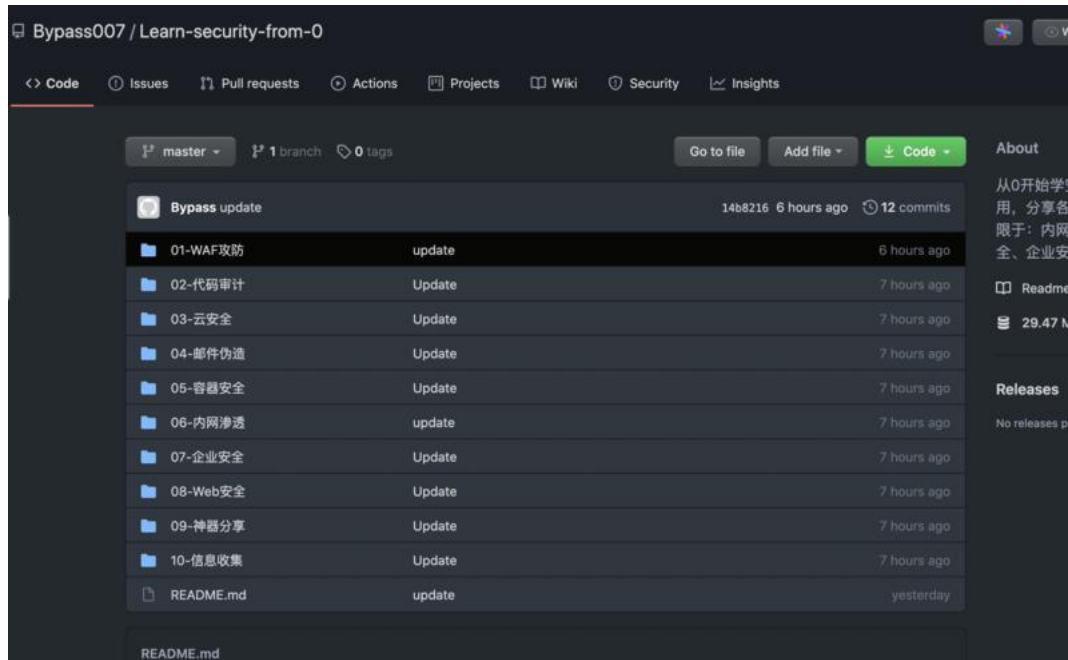 Bypass007 / Learn-security-from-0
<> Code Issues Pull requests Actions Projects Wiki Security Insights
master 1 branch 0 tags Go to file Add file Code
Bypass update 14b8216 6 hours ago 12 commits
01-WAF攻防 update 6 hours ago
02-代码审计 Update 7 hours ago
03-云安全 Update 7 hours ago
04-邮件伪造 Update 7 hours ago
05-容器安全 Update 7 hours ago
06-内网渗透 update 7 hours ago
07-企业安全 Update 7 hours ago
08-Web安全 Update 7 hours ago
09-神器分享 Update 7 hours ago
10-信息收集 Update 7 hours ago
README.md update yesterday
README.md
About
从0开始学
用，分享各
限于：内网
全、企业安
Readme
29.47 M
Releases
No releases p